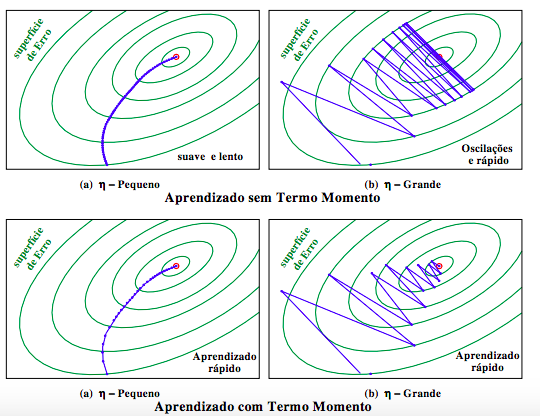 superfície
de Erro
suave e lento
superfície
de Erro
Oscilações
e rápido
(a) η – Pequeno
(b) η – Grande
Aprendizado sem Termo Momento
superfície
de Erro
Aprendizado
rápido
superfície
de Erro
Aprendizado
rápido
(a) η – Pequeno
(b) η – Grande
Aprendizado com Termo Momento